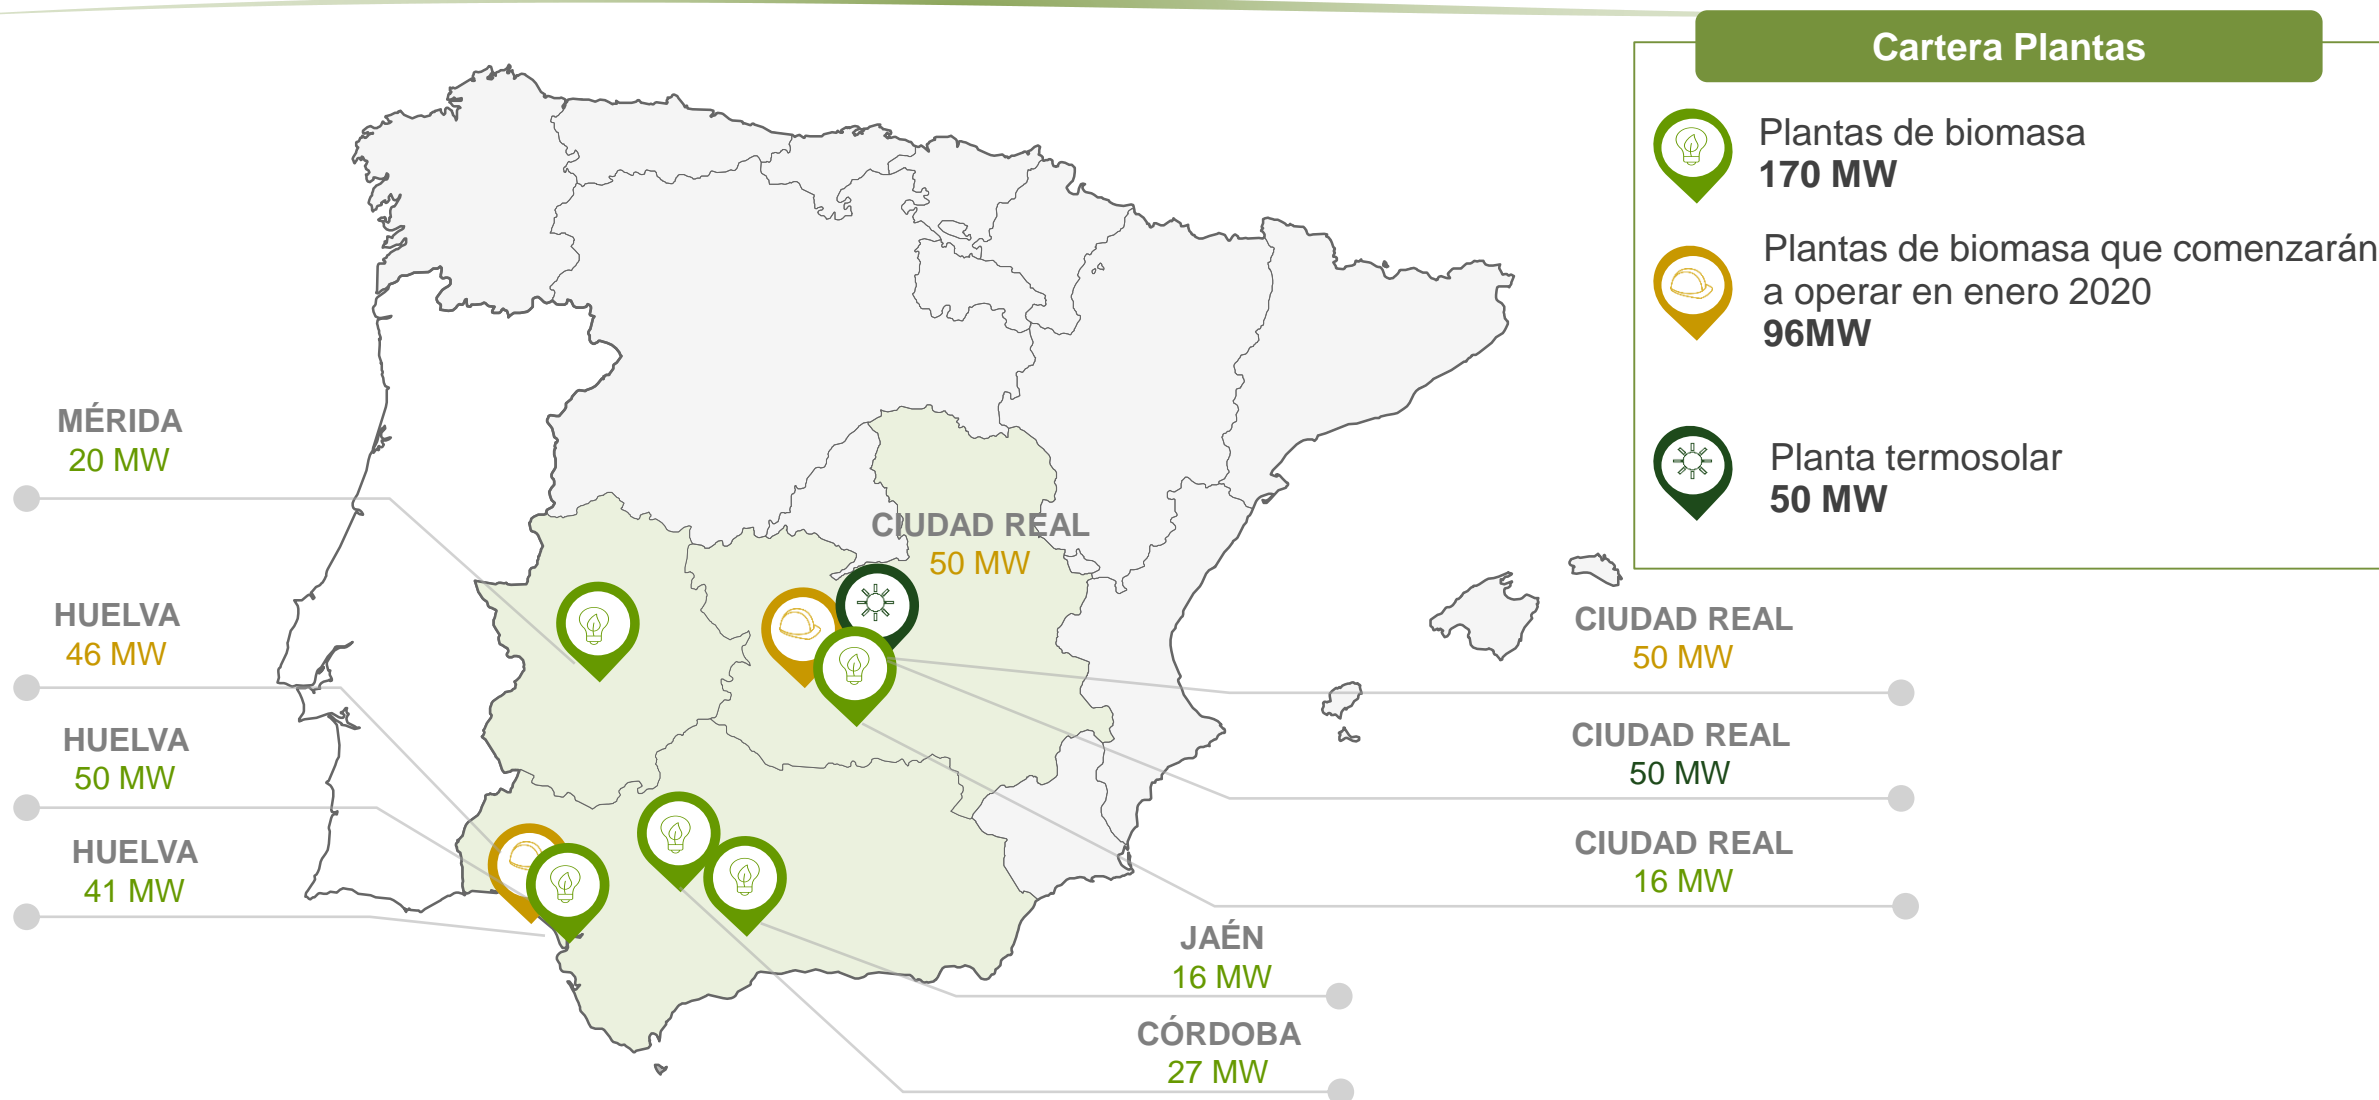 Cartera Plantas
Plantas de biomasa
170 MW
Plantas de biomasa que comenzarán
a operar en enero 2020
96MW
Planta termosolar
50 MW
MÉRIDA
20 MW
HUELVA
46 MW
HUELVA
50 MW
HUELVA
41 MW
CIUDAD REAL
50 MW
CIUDAD REAL
50 MW
CIUDAD REAL
50 MW
CIUDAD REAL
16 MW
JAÉN
16 MW
CÓRDOBA
27 MW